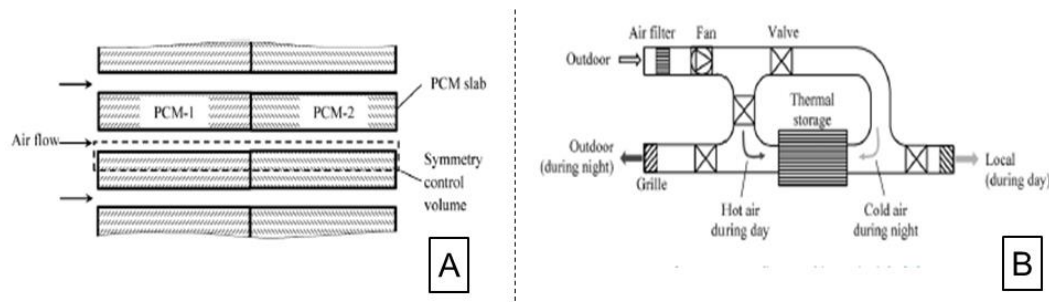 PCM slab
PCM-1
PCM-2
Air flow
Symmetry
control
volume
A
Air filter
Fan
Valve
Outdoor
Thermal
storage
Outdoor
(during night)
Local
(during day)
Grille
Hot air
during day
Cold air
during night
B